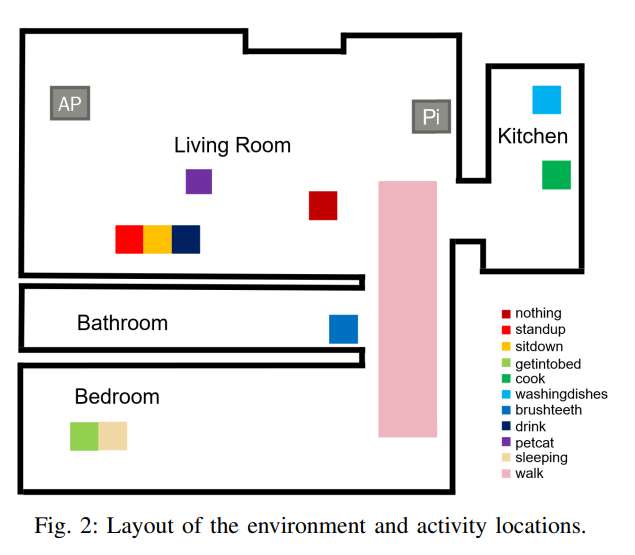 AP
Pi
Living Room
Kitchen
Bathroom
Bedroom
nothing
standup
sitdown
getintobed
cook
washingdishes
brushteeth
drink
petcat
sleeping
walk
Fig. 2: Layout of the environment and activity locations.